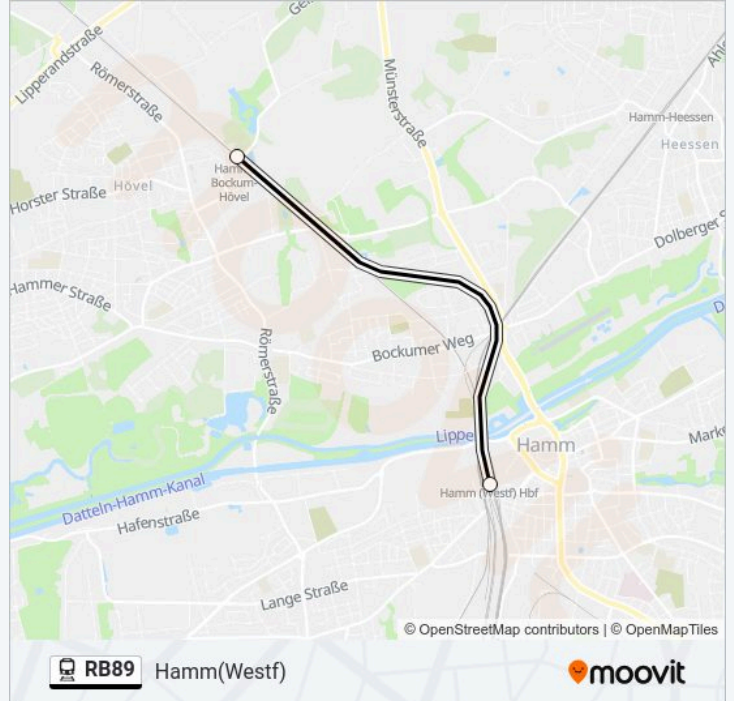 Lipperandstraße
Römerstraße
Münsterstraße
Hamm-Heessen
Heessen
Hamm-
Bockum-
Hövel
Hövel
Horster Straße
Dolberger S
Hammer Straße
Römerstraße
Bockumer Weg
Lippe
Hamm
Mark
Hamm (Westf) Hbf
Datteln-Hamm-Kanal
Hafenstraße
Lange Straße
© OpenStreetMap contributors | © OpenMapTiles
RB89
Hamm(Westf)
moovit